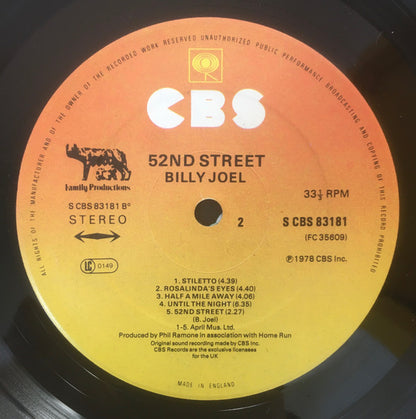 ALL RIGHTS OF THE MANUFACTURER AND OF THE OWNER OF THE RECORDED WORK RESERVED UNAUTHORIZED PUBLIC PERFORMANCE BROADCASTING AND COPYING OF THIS RECORD PROHIBITED
CBS
52ND STREET
BILLY JOEL
Family Productions
33⅓ RPM
S CBS 83181 B°
STEREO
2
S CBS 83181
(FC 35609)
LC 0149
℗ 1978 CBS Inc.
1. STILETTO (4.39)
2. ROSALINDA'S EYES (4.40)
3. HALF A MILE AWAY (4.06)
4. UNTIL THE NIGHT (6.35)
5. 52ND STREET (2.27)
(B. Joel)
1-5. April Mus. Ltd.
Produced by Phil Ramone in association with Home Run
Original sound recording made by CBS Inc.
CBS Records are the exclusive licensees
for the UK
MADE IN ENGLAND